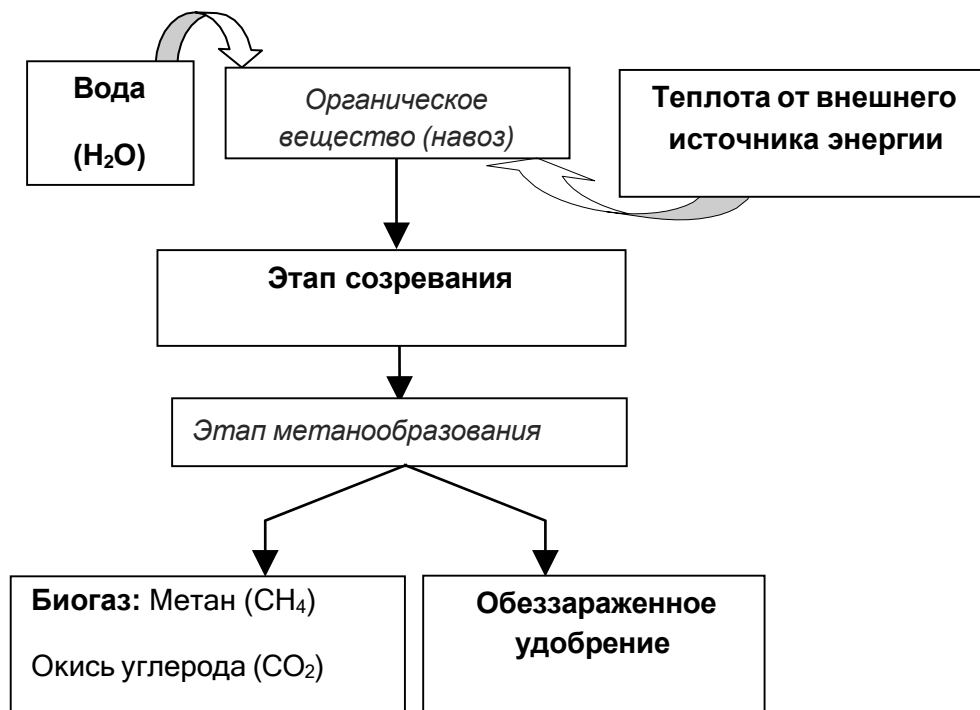 Вода
(H₂O)
Органическое
вещество (навоз)
Теплота от внешнего
источника энергии
Этап созревания
Этап метанообразования
Биогаз: Метан (CH₄)
Окись углерода (CO₂)
Обеззараженное
удобрение